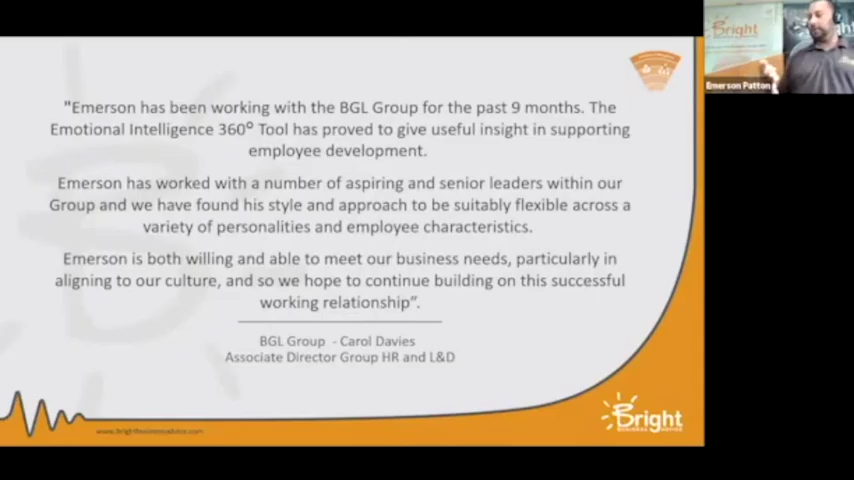 "Emerson has been working with the BGL Group for the past 9 months. The
Emotional Intelligence 360° Tool has proved to give useful insight in supporting
employee development.
Emerson has worked with a number of aspiring and senior leaders within our
Group and we have found his style and approach to be suitably flexible across a
variety of personalities and employee characteristics.
Emerson is both willing and able to meet our business needs, particularly in
aligning to our culture, and so we hope to continue building on this successful
working relationship”.
BGL Group - Carol Davies
Associate Director Group HR and L&D
Bright
BUSINESS ADVICE
Bright
Emerson Patton